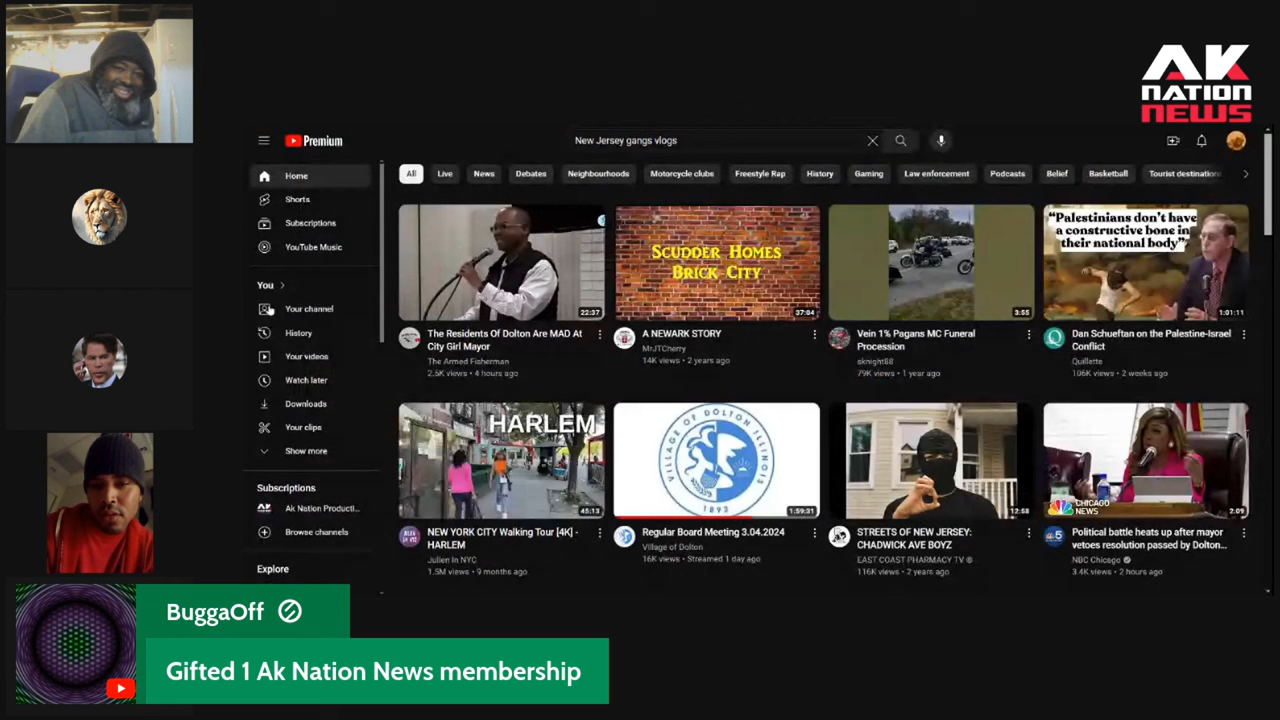 AK
NATION
NEWS
Premium
New Jersey gangs vlogs
Home
Shorts
Subscriptions
YouTube Music
You
Your channel
History
Your videos
Watch later
Downloads
Your clips
Show more
Subscriptions
Ak Nation Producti...
Browse channels
Explore
All
Live
News
Debates
Neighbourhoods
Motorcycle clubs
Freestyle Rap
History
Gaming
Law enforcement
Podcasts
Belief
Basketball
Tourist destinations
22:37
The Residents Of Dolton Are MAD At
City Girl Mayor
The Armed Fisherman
2.5K views • 4 hours ago
SCUDDER HOMES
BRICK CITY
37:04
A NEWARK STORY
MrJTCherry
14K views • 2 years ago
3:55
Vein 1% Pagans MC Funeral
Procession
sknight88
79K views • 1 year ago
"Palestinians don't have
a constructive bone in
their national body"
1:01:11
Dan Schueftan on the Palestine-Israel
Conflict
Quillette
106K views • 2 weeks ago
HARLEM
45:13
NEW YORK CITY Walking Tour [4K] -
HARLEM
Julien In NYC
1.5M views • 9 months ago
VILLAGE OF DOLTON ILLINOIS
1892
1:59:31
Regular Board Meeting 3.04.2024
Village of Dolton
16K views • Streamed 1 day ago
12:58
STREETS OF NEW JERSEY:
CHADWICK AVE BOYZ
EAST COAST PHARMACY TV
116K views • 2 years ago
CHICAGO
NEWS
2:09
5
Political battle heats up after mayor
vetoes resolution passed by Dolton...
NBC Chicago
3.4K views • 2 hours ago
BuggaOff
Gifted 1 Ak Nation News membership